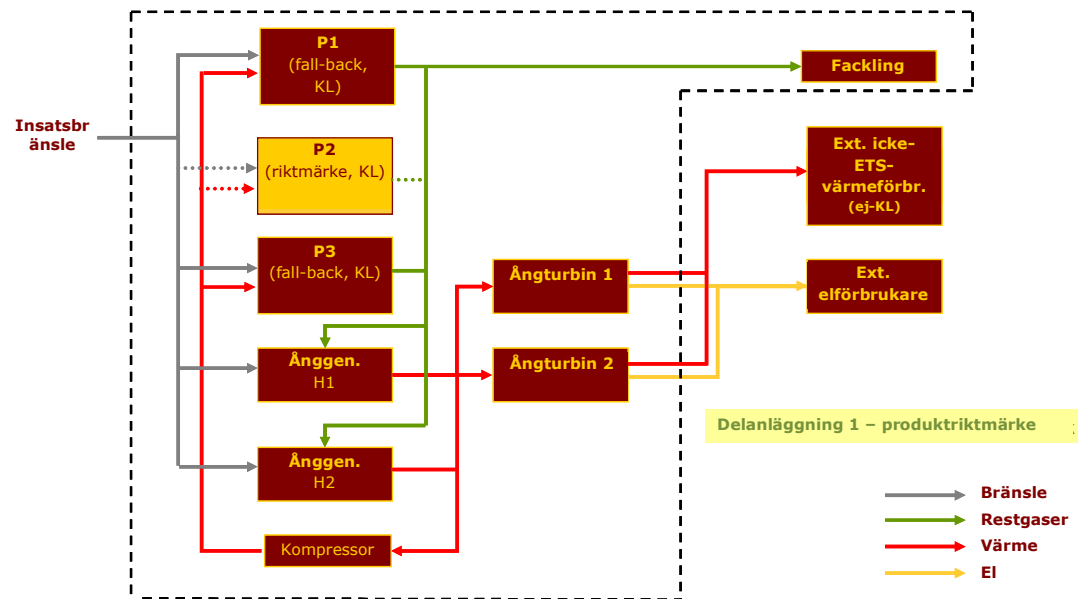 P1
(fall-back,
KL)
Fackling
Insatsbr
änsle
P2
(riktmärke, KL)
Ext. icke-
ETS-
värmeförbr.
(ej-KL)
P3
(fall-back, KL)
Ångturbin 1
Ext.
elförbrukare
Ånggen.
H1
Ångturbin 2
Delanläggning 1 – produktriktmärke
Ånggen.
H2
Bränsle
Restgaser
Kompressor
Värme
El